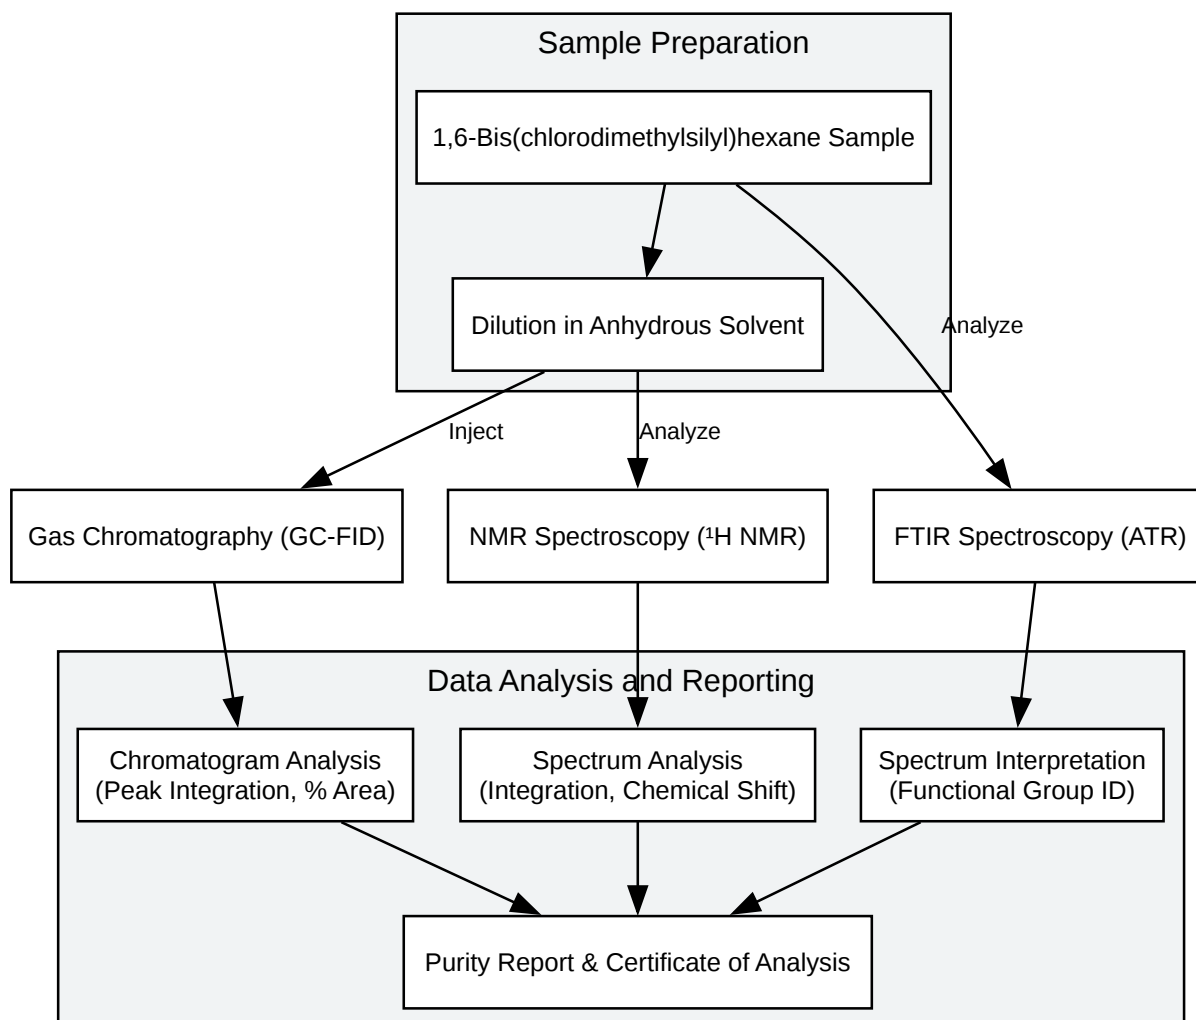 Sample Preparation
1,6-Bis(chlorodimethylsilyl)hexane Sample
Dilution in Anhydrous Solvent
Analyze
Inject
Analyze
Gas Chromatography (GC-FID)
NMR Spectroscopy (¹H NMR)
FTIR Spectroscopy (ATR)
Data Analysis and Reporting
Chromatogram Analysis
(Peak Integration, % Area)
Spectrum Analysis
(Integration, Chemical Shift)
Spectrum Interpretation
(Functional Group ID)
Purity Report & Certificate of Analysis